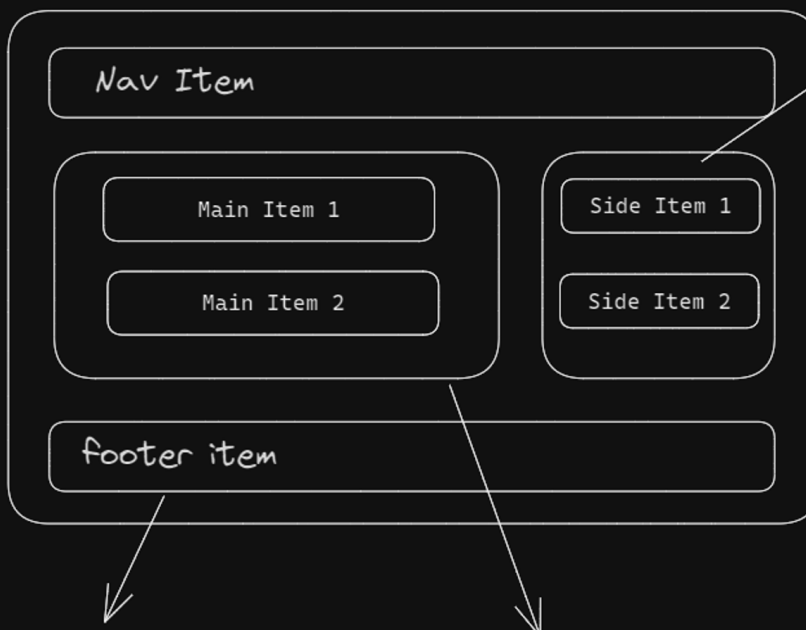 Nav Item
Main Item 1
Side Item 1
Main Item 2
Side Item 2
footer item